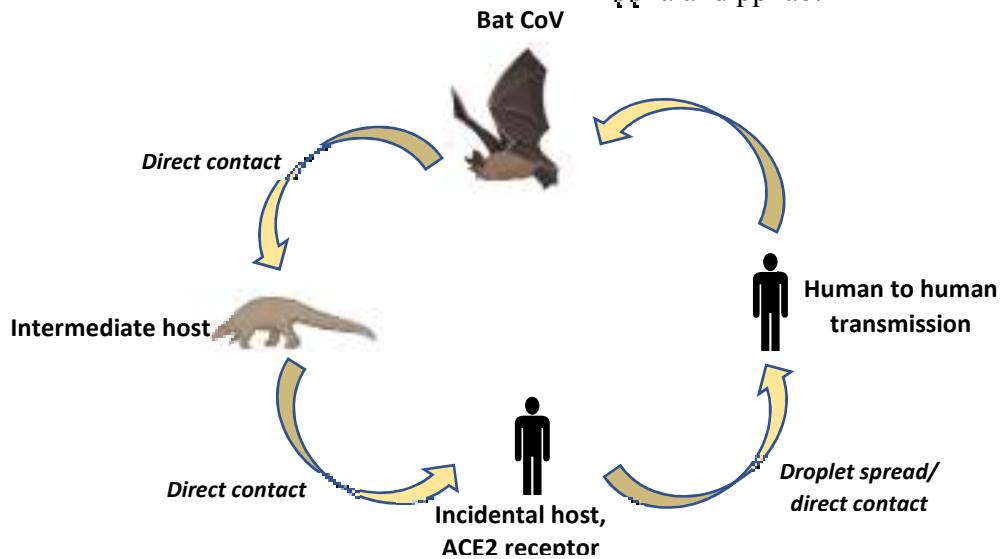 Bat CoV
Direct contact
Intermediate host
Human to human
transmission
Direct contact
Droplet spread/
direct contact
Incidental host,
ACE2 receptor